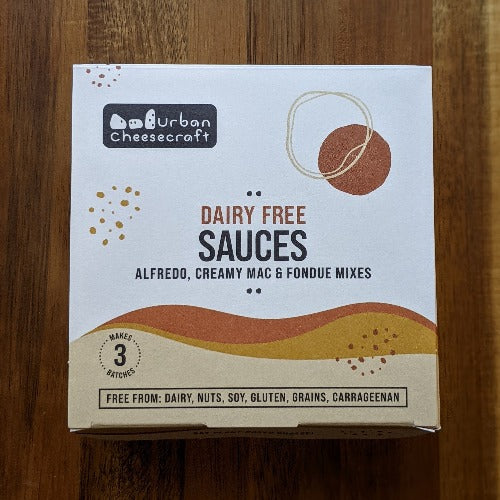 urban
cheesecraft
DAIRY FREE
SAUCES
ALFREDO, CREAMY MAC & FONDUE MIXES
MAKES
3
BATCHES
FREE FROM: DAIRY, NUTS, SOY, GLUTEN, GRAINS, CARRAGEENAN